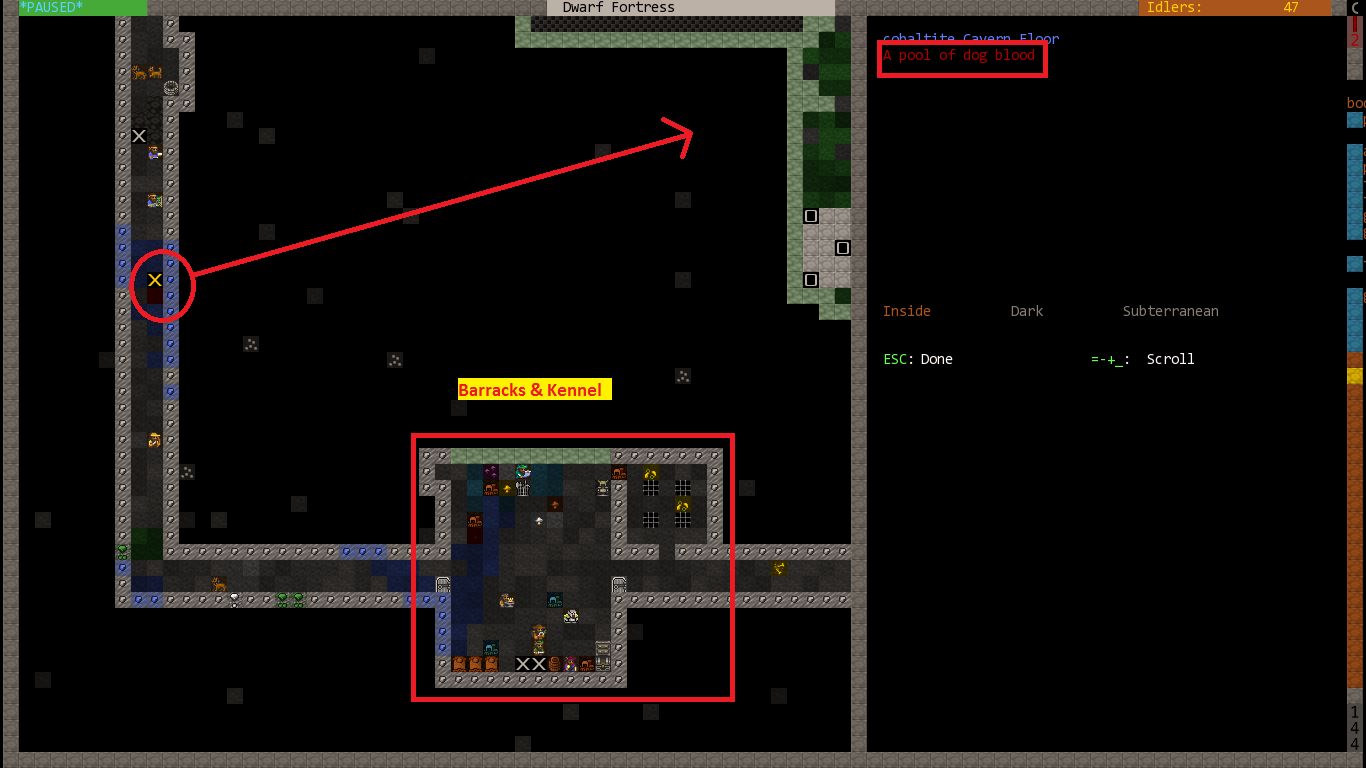 *PAUSED* Dwarf Fortress Idlers: 47
cobaltite Cavern Floor
A pool of dog blood
Inside Dark Subterranean
ESC: Done =-+_: Scroll
Barracks & Kennel